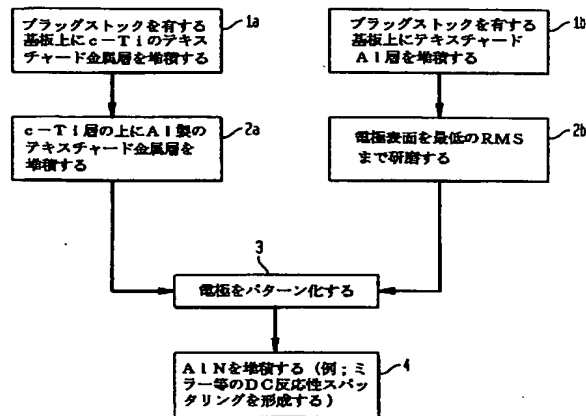 ブラッグストックを有する
基板上にc－Tiのテキス
チャード金属層を堆積する
1a
ブラッグストックを有する
基板上にテキスチャード
Al層を堆積する
1b
c－Ti層の上にAl製の
テキスチャード金属層を
堆積する
2a
電極表面を最低のRMS
まで研磨する
2b
3
電極をパターン化する
AlNを堆積する（例；ミ
ラー等のDC反応性スパッ
タリングを形成する）
4